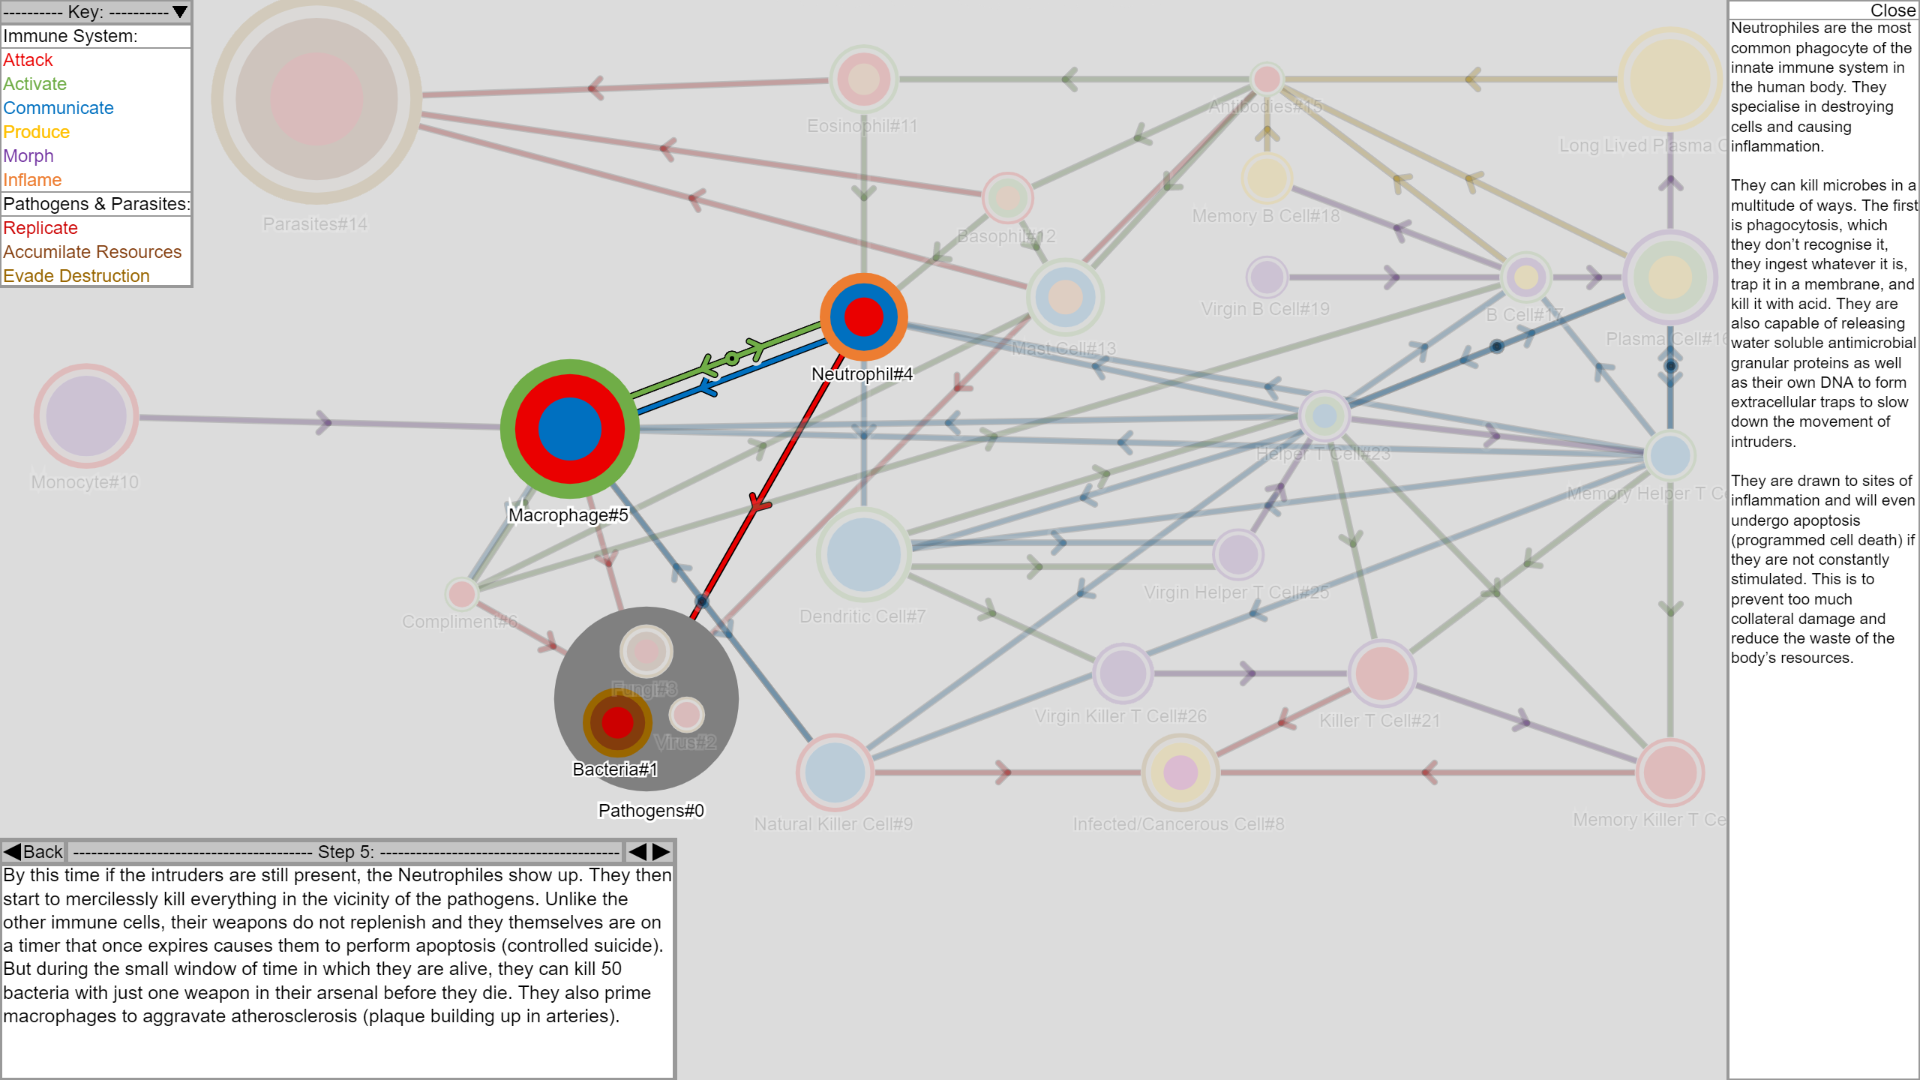 ---------- Key: ---------- ▼
Immune System:
Attack
Activate
Communicate
Produce
Morph
Inflame
Pathogens & Parasites:
Replicate
Accumilate Resources
Evade Destruction
Parasites#14
Eosinophil#11
Antibodies#15
Long Lived Plasma C
Basophil#12
Memory B Cell#18
Virgin B Cell#19
B Cell#17
Plasma Cell#16
Mast Cell#13
Neutrophil#4
Monocyte#10
Macrophage#5
Helper T Cell#23
Memory Helper T Ce
Compliment#6
Dendritic Cell#7
Virgin Helper T Cell#25
Fungi#3
Virus#2
Bacteria#1
Pathogens#0
Virgin Killer T Cell#26
Killer T Cell#21
Natural Killer Cell#9
Infected/Cancerous Cell#8
Memory Killer T Ce
◀Back ---------------------------------------- Step 5: ---------------------------------------- ◀ ▶
By this time if the intruders are still present, the Neutrophiles show up. They then
start to mercilessly kill everything in the vicinity of the pathogens. Unlike the
other immune cells, their weapons do not replenish and they themselves are on
a timer that once expires causes them to perform apoptosis (controlled suicide).
But during the small window of time in which they are alive, they can kill 50
bacteria with just one weapon in their arsenal before they die. They also prime
macrophages to aggravate atherosclerosis (plaque building up in arteries).
Close
Neutrophiles are the most
common phagocyte of the
innate immune system in
the human body. They
specialise in destroying
cells and causing
inflammation.
They can kill microbes in a
multitude of ways. The first
is phagocytosis, which
they don't recognise it,
they ingest whatever it is,
trap it in a membrane, and
kill it with acid. They are
also capable of releasing
water soluble antimicrobial
granular proteins as well
as their own DNA to form
extracellular traps to slow
down the movement of
intruders.
They are drawn to sites of
inflammation and will even
undergo apoptosis
(programmed cell death) if
they are not constantly
stimulated. This is to
prevent too much
collateral damage and
reduce the waste of the
body's resources.